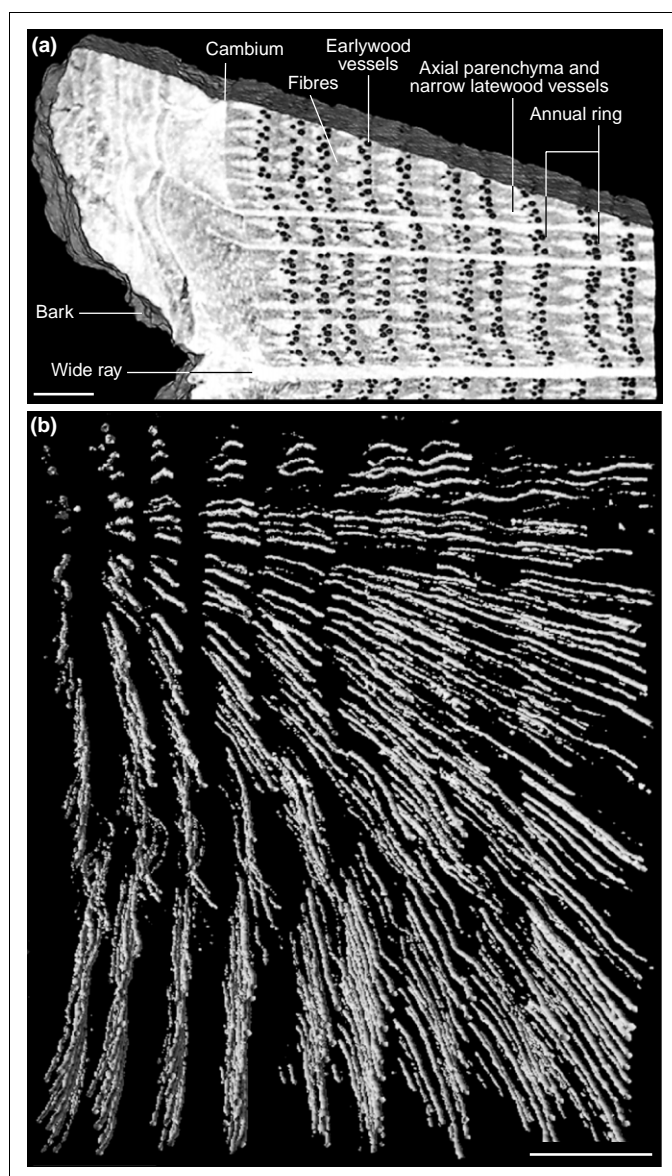 (a)
Cambium
Earlywood
vessels
Fibres
Axial parenchyma and
narrow latewood vessels
Annual ring
Bark
Wide ray
(b)